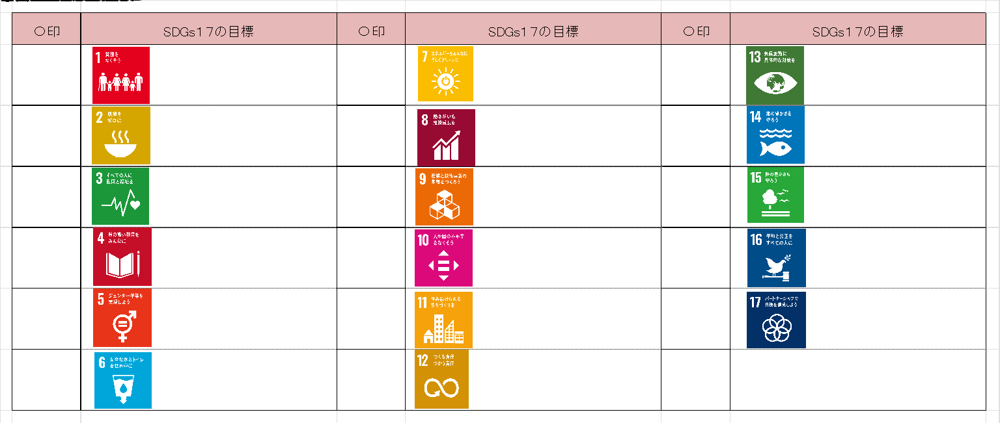 〇印 SDGs17の目標 〇印 SDGs17の目標 〇印 SDGs17の目標
1 貧困を
なくそう
7 エネルギーをみんなに
そしてクリーンに
13 気候変動に
具体的な対策を
2 飢餓を
ゼロに
8 働きがいも
経済成長も
14 海の豊かさを
守ろう
3 すべての人に
健康と福祉を
9 産業と技術革新の
基盤をつくろう
15 陸の豊かさも
守ろう
4 質の高い教育を
みんなに
10 人や国の不平等
をなくそう
16 平和と公正を
すべての人に
5 ジェンダー平等を
実現しよう
11 住み続けられる
まちづくりを
17 パートナーシップで
目標を達成しよう
6 安全な水とトイレ
を世界中に
12 つくる責任
つかう責任